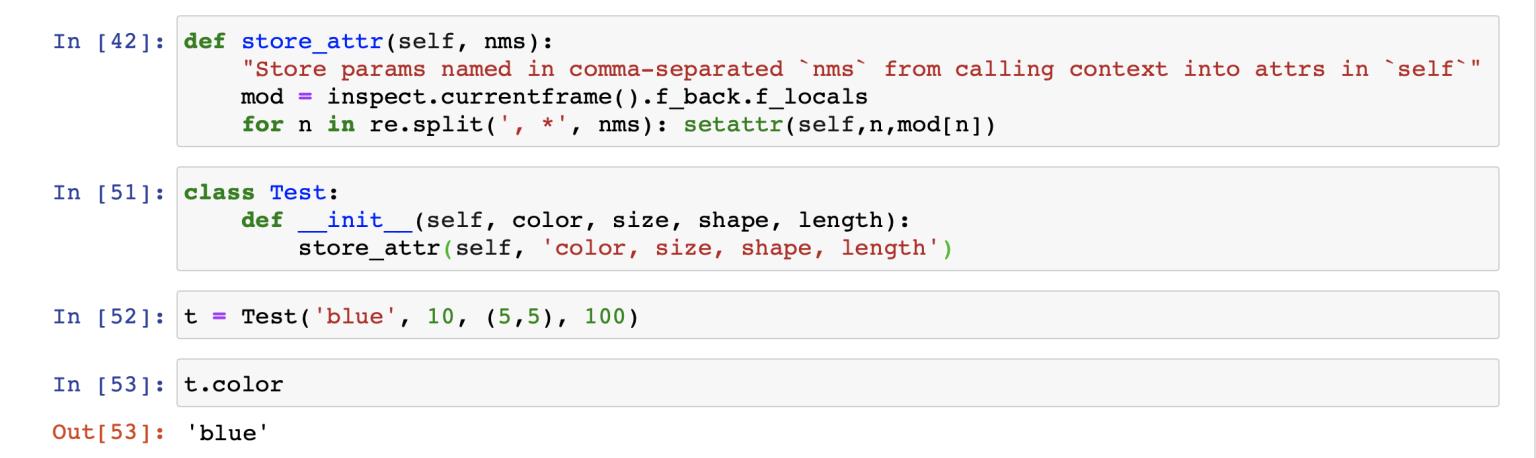 In [42]: def store_attr(self, nms):
    "Store params named in comma-separated `nms` from calling context into attrs in `self`"
    mod = inspect.currentframe().f_back.f_locals
    for n in re.split(', *', nms): setattr(self,n,mod[n])
In [51]: class Test:
    def __init__(self, color, size, shape, length):
        store_attr(self, 'color, size, shape, length')
In [52]: t = Test('blue', 10, (5,5), 100)
In [53]: t.color
Out[53]: 'blue'